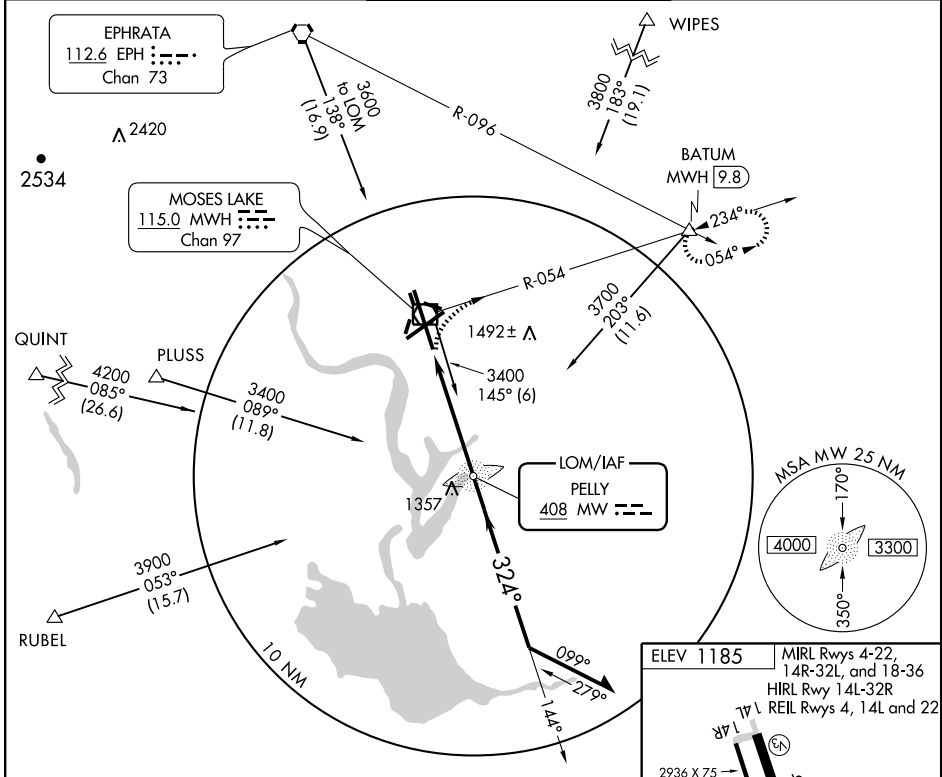 EPHRATA
112.6 EPH
Chan 73
WIPES
3800
183°
(19.1)
3600
to LOM
138°
(16.9)
R-096
2420
2534
BATUM
MWH 9.8
MOSES LAKE
115.0 MWH
Chan 97
234°
054°
R-054
3700
203°
(11.6)
1492±
QUINT
4200
085°
(26.6)
PLUSS
3400
089°
(11.8)
3400
145° (6)
LOM/IAF
PELLY
408 MW
1357
MSA MW 25 NM
170°
4000
3300
350°
3900
053°
(15.7)
RUBEL
324°
10 NM
099°
279°
144°
ELEV 1185
MIRL Rwys 4-22,
14R-32L, and 18-36
HIRL Rwy 14L-32R
REIL Rwys 4, 14L and 22
14L
14R
V3
2936 X 75